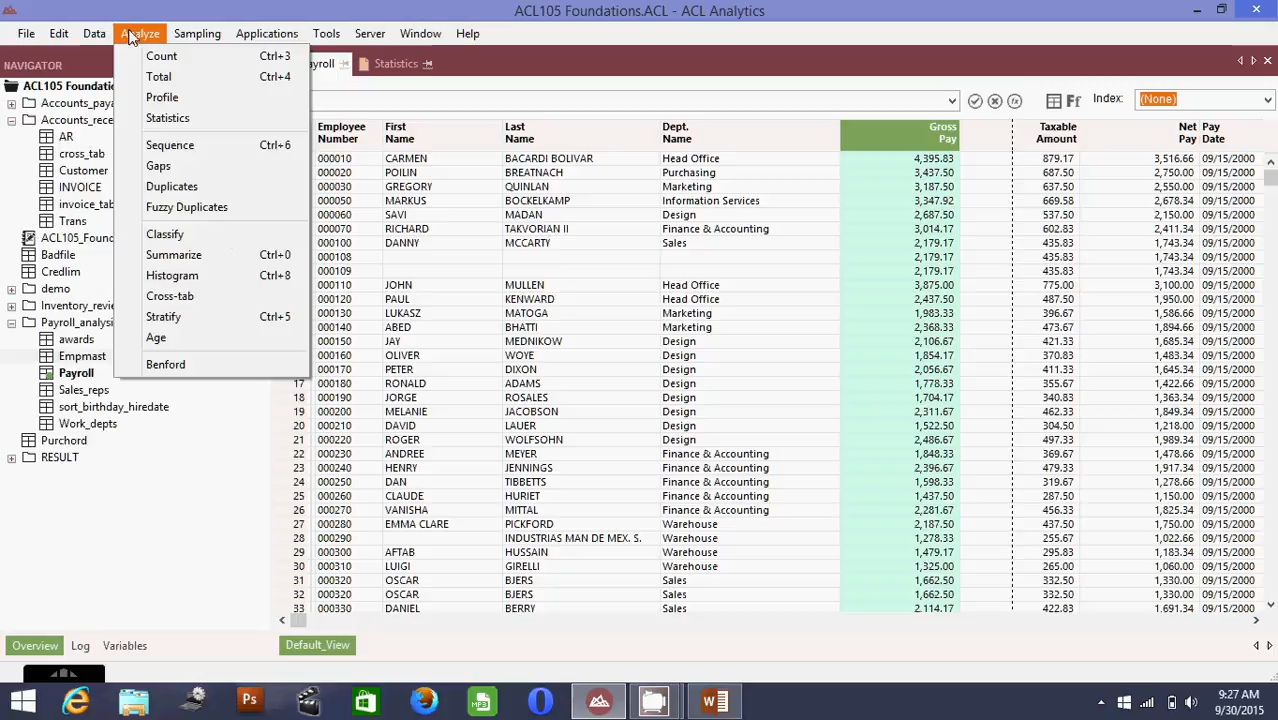 ACL105 Foundations.ACL - ACL Analytics
File Edit Data Analyze Sampling Applications Tools Server Window Help
NAVIGATOR
ACL105 Foundatio
Accounts_paya
Accounts_rece
AR
cross_tab
Customer
INVOICE
invoice_tab
Trans
ACL105_Found
Badfile
Credlim
demo
Inventory_revie
Payroll_analysi
awards
Empmast
Payroll
Sales_reps
sort_birthday_hiredate
Work_depts
Purchord
RESULT
Overview Log Variables
Count Ctrl+3
Total Ctrl+4
Profile
Statistics
Sequence Ctrl+6
Gaps
Duplicates
Fuzzy Duplicates
Classify
Summarize Ctrl+0
Histogram Ctrl+8
Cross-tab
Stratify Ctrl+5
Age
Benford
ayroll Statistics
Index: (None)
Employee First Last Dept. Gross Taxable Net Pay
Number Name Name Name Pay Amount Pay Date
000010 CARMEN BACARDI BOLIVAR Head Office 4,395.83 879.17 3,516.66 09/15/2000
000020 POILIN BREATNACH Purchasing 3,437.50 687.50 2,750.00 09/15/2000
000030 GREGORY QUINLAN Marketing 3,187.50 637.50 2,550.00 09/15/2000
000050 MARKUS BOCKELKAMP Information Services 3,347.92 669.58 2,678.34 09/15/2000
000060 SAVI MADAN Design 2,687.50 537.50 2,150.00 09/15/2000
000070 RICHARD TAKVORIAN II Finance & Accounting 3,014.17 602.83 2,411.34 09/15/2000
000100 DANNY MCCARTY Sales 2,179.17 435.83 1,743.34 09/15/2000
000108 2,179.17 435.83 1,743.34 09/15/2000
000109 2,179.17 435.83 1,743.34 09/15/2000
000110 JOHN MULLEN Head Office 3,875.00 775.00 3,100.00 09/15/2000
000120 PAUL KENWARD Head Office 2,437.50 487.50 1,950.00 09/15/2000
000130 LUKASZ MATOGA Marketing 1,983.33 396.67 1,586.66 09/15/2000
000140 ABED BHATTI Marketing 2,368.33 473.67 1,894.66 09/15/2000
000150 JAY MEDNIKOW Design 2,106.67 421.33 1,685.34 09/15/2000
000160 OLIVER WOYE Design 1,854.17 370.83 1,483.34 09/15/2000
000170 PETER DIXON Design 2,056.67 411.33 1,645.34 09/15/2000
17 000180 RONALD ADAMS Design 1,778.33 355.67 1,422.66 09/15/2000
18 000190 JORGE ROSALES Design 1,704.17 340.83 1,363.34 09/15/2000
19 000200 MELANIE JACOBSON Design 2,311.67 462.33 1,849.34 09/15/2000
20 000210 DAVID LAUER Design 1,522.50 304.50 1,218.00 09/15/2000
21 000220 ROGER WOLFSOHN Design 2,486.67 497.33 1,989.34 09/15/2000
22 000230 ANDREE MEYER Finance & Accounting 1,848.33 369.67 1,478.66 09/15/2000
23 000240 HENRY JENNINGS Finance & Accounting 2,396.67 479.33 1,917.34 09/15/2000
24 000250 DAN TIBBETTS Finance & Accounting 1,598.33 319.67 1,278.66 09/15/2000
25 000260 CLAUDE HURIET Finance & Accounting 1,437.50 287.50 1,150.00 09/15/2000
26 000270 VANISHA MITTAL Finance & Accounting 2,281.67 456.33 1,825.34 09/15/2000
27 000280 EMMA CLARE PICKFORD Warehouse 2,187.50 437.50 1,750.00 09/15/2000
28 000290 INDUSTRIAS MAN DE MEX. S. Warehouse 1,278.33 255.67 1,022.66 09/15/2000
29 000300 AFTAB HUSSAIN Warehouse 1,479.17 295.83 1,183.34 09/15/2000
30 000310 LUIGI GIRELLI Warehouse 1,325.00 265.00 1,060.00 09/15/2000
31 000320 OSCAR BJERS Sales 1,662.50 332.50 1,330.00 09/15/2000
32 000320 OSCAR BJERS Sales 1,662.50 332.50 1,330.00 09/15/2000
33 000330 DANIEL BERRY Sales 2,114.17 422.83 1,691.34 09/15/2000
Default_View
Ps MP3
9:27 AM
9/30/2015